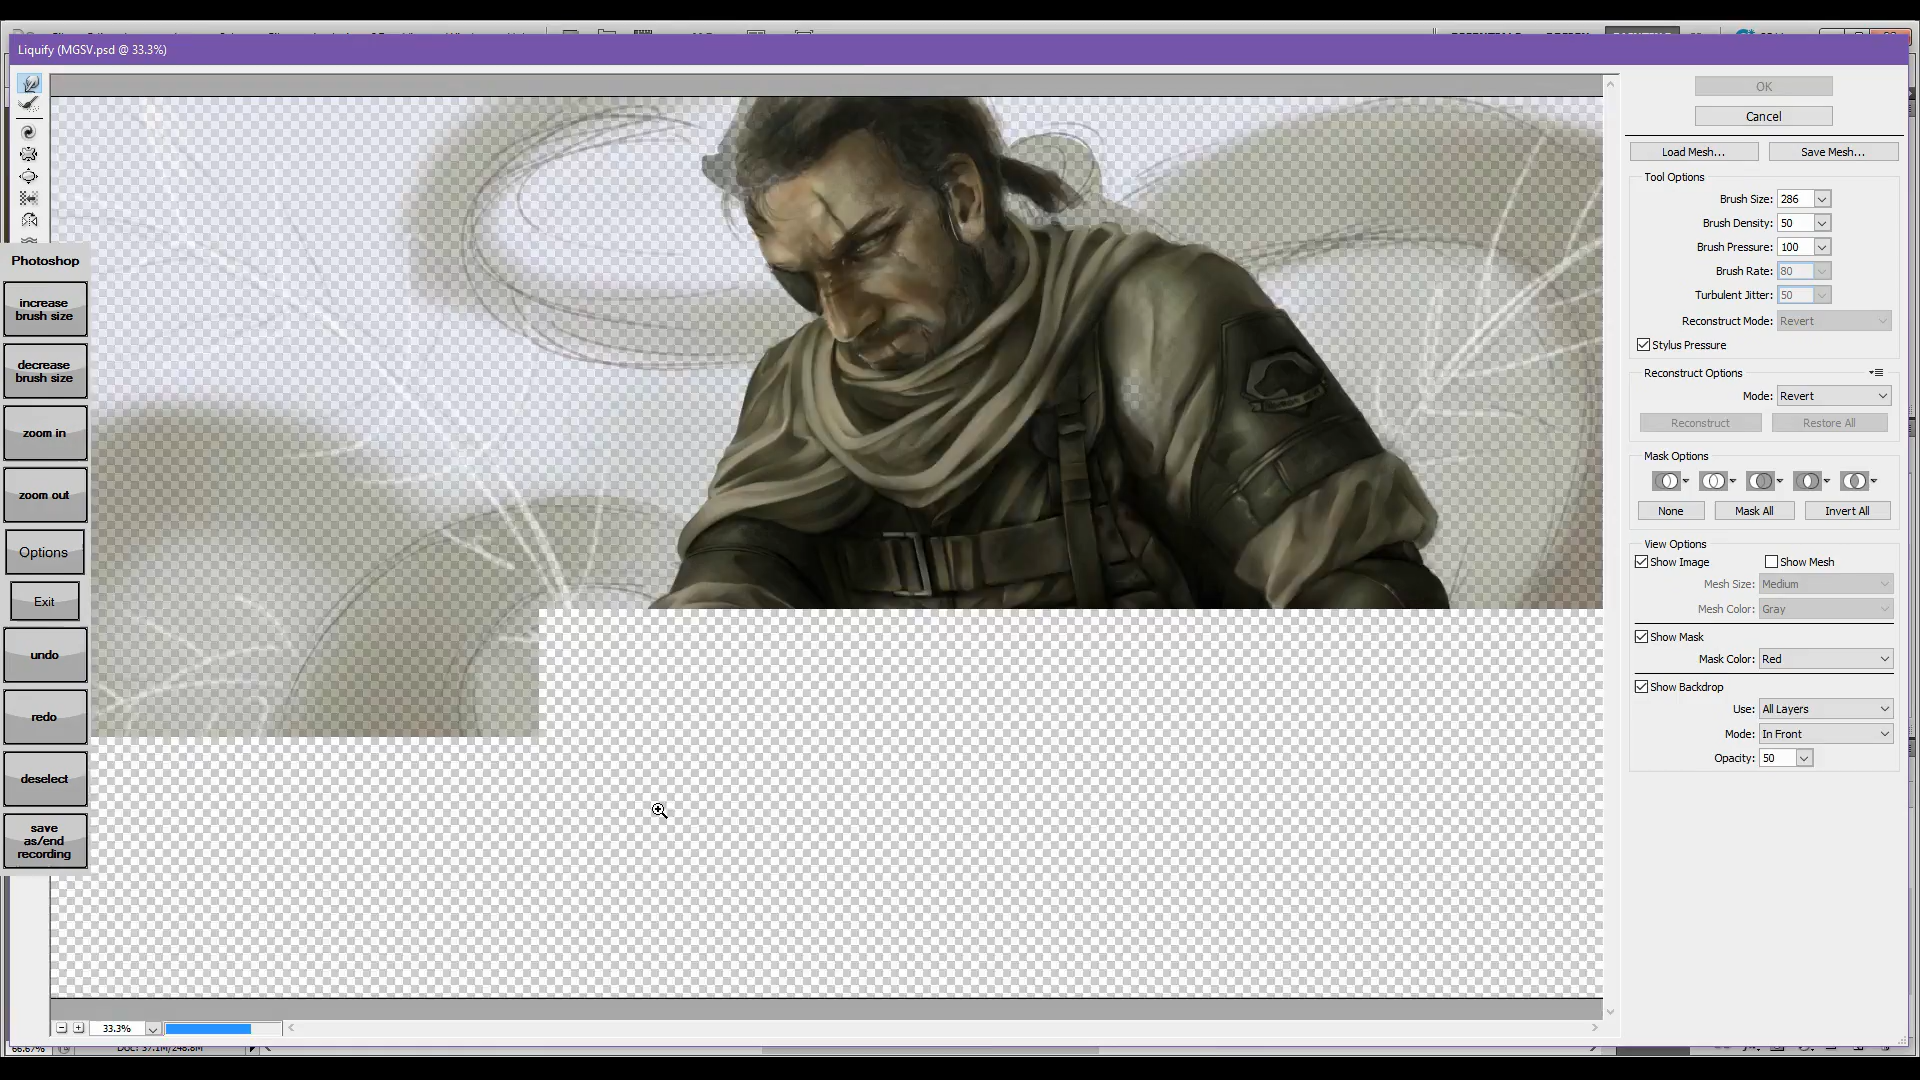 Liquify (MGSV.psd @ 33.3%)
OK
Cancel
Load Mesh...
Save Mesh...
Tool Options
Brush Size: 286
Brush Density: 50
Brush Pressure: 100
Brush Rate: 80
Turbulent Jitter: 50
Reconstruct Mode: Revert
Stylus Pressure
Reconstruct Options
Mode: Revert
Reconstruct
Restore All
Mask Options
None
Mask All
Invert All
View Options
Show Image
Show Mesh
Mesh Size: Medium
Mesh Color: Gray
Show Mask
Mask Color: Red
Show Backdrop
Use: All Layers
Mode: In Front
Opacity: 50
Photoshop
increase
brush size
decrease
brush size
zoom in
zoom out
Options
Exit
undo
redo
deselect
save
as/end
recording
33.3%
66.67%